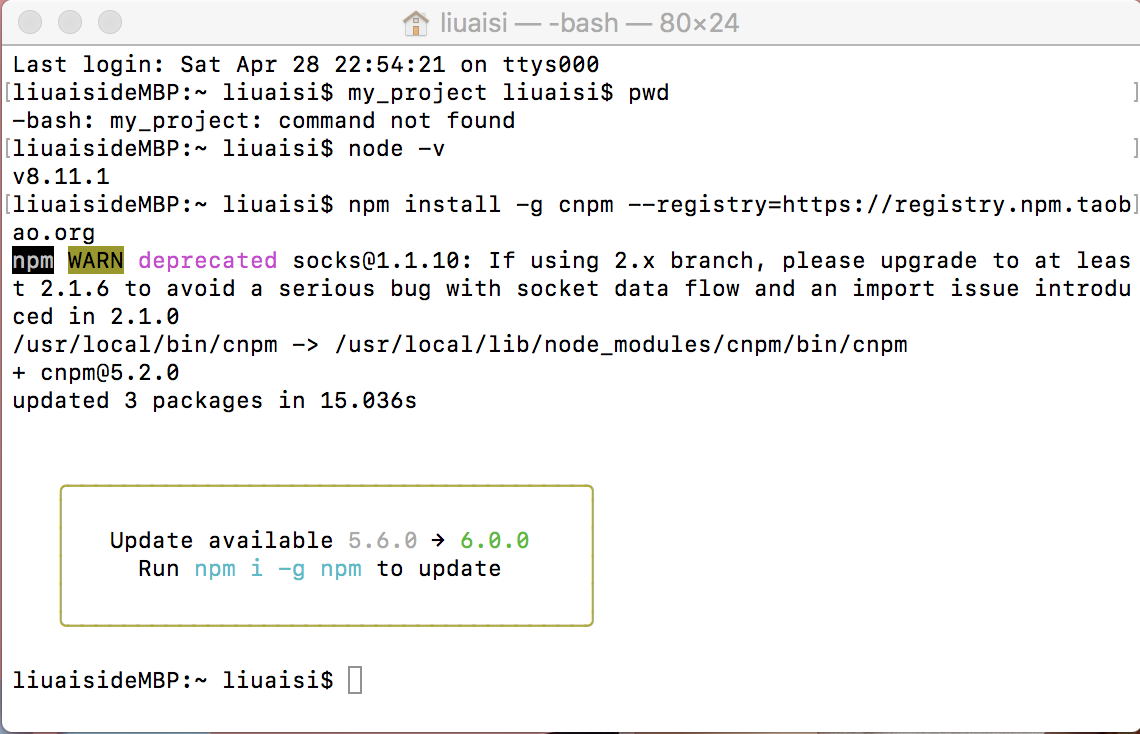 liuaisi — -bash — 80×24
Last login: Sat Apr 28 22:54:21 on ttys000
[liuaisideMBP:~ liuaisi$ my_project liuaisi$ pwd ]
-bash: my_project: command not found
[liuaisideMBP:~ liuaisi$ node -v ]
v8.11.1
[liuaisideMBP:~ liuaisi$ npm install -g cnpm --registry=https://registry.npm.taob]
ao.org
npm WARN deprecated socks@1.1.10: If using 2.x branch, please upgrade to at leas
t 2.1.6 to avoid a serious bug with socket data flow and an import issue introdu
ced in 2.1.0
/usr/local/bin/cnpm -> /usr/local/lib/node_modules/cnpm/bin/cnpm
+ cnpm@5.2.0
updated 3 packages in 15.036s
Update available 5.6.0 → 6.0.0
Run npm i -g npm to update
liuaisideMBP:~ liuaisi$